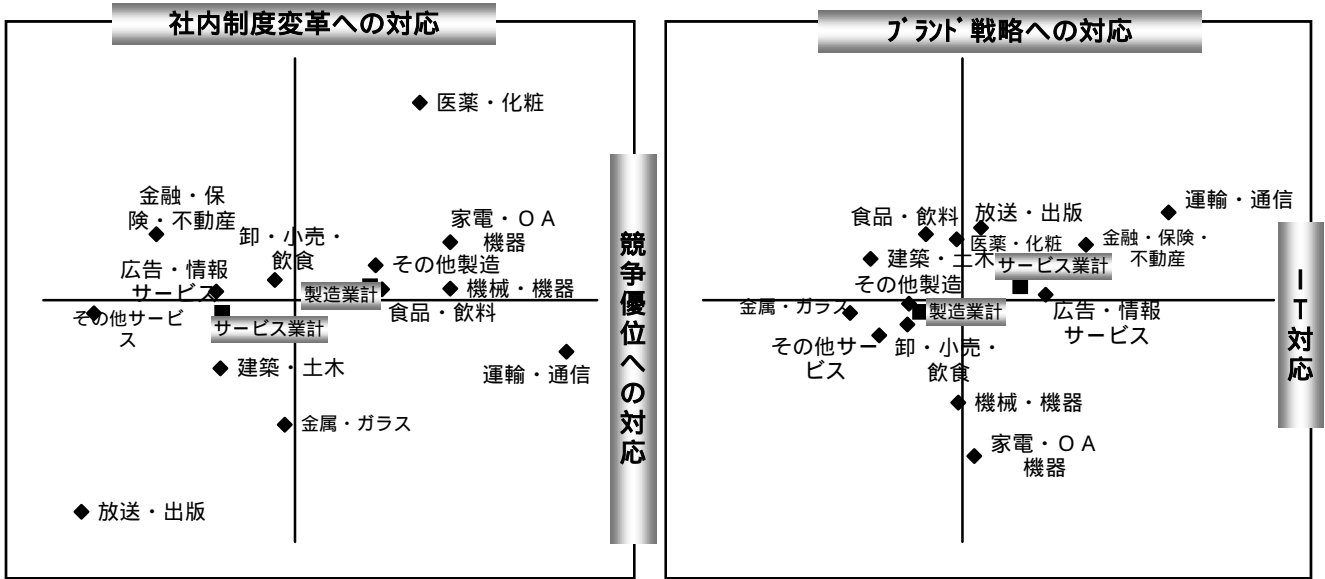 社内制度変革への対応
医薬・化粧
金融・保
険・不動産
卸・小売・
飲食
家電・ＯＡ
機器
広告・情報
サービス
その他製造
製造業計
機械・機器
食品・飲料
その他サービ
ス
サービス業計
建築・土木
運輸・通信
金属・ガラス
放送・出版
競争優位への対応
ブランド戦略への対応
運輸・通信
食品・飲料
放送・出版
医薬・化粧
金融・保険・
不動産
建築・土木
サービス業計
その他製造
金属・ガラス
製造業計
広告・情報
サービス
その他サー
ビス
卸・小売・
飲食
機械・機器
家電・ＯＡ
機器
ＩＴ対応